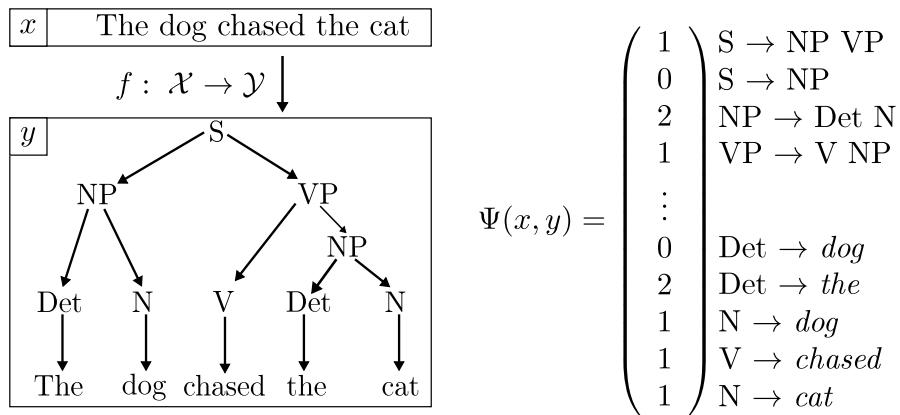 x The dog chased the cat
f : 𝒳 → 𝒴
y
S
NP VP
NP
Det N V Det N
The dog chased the cat
Ψ(x, y) =
1 S → NP VP
0 S → NP
2 NP → Det N
1 VP → V NP
⋮
0 Det → dog
2 Det → the
1 N → dog
1 V → chased
1 N → cat